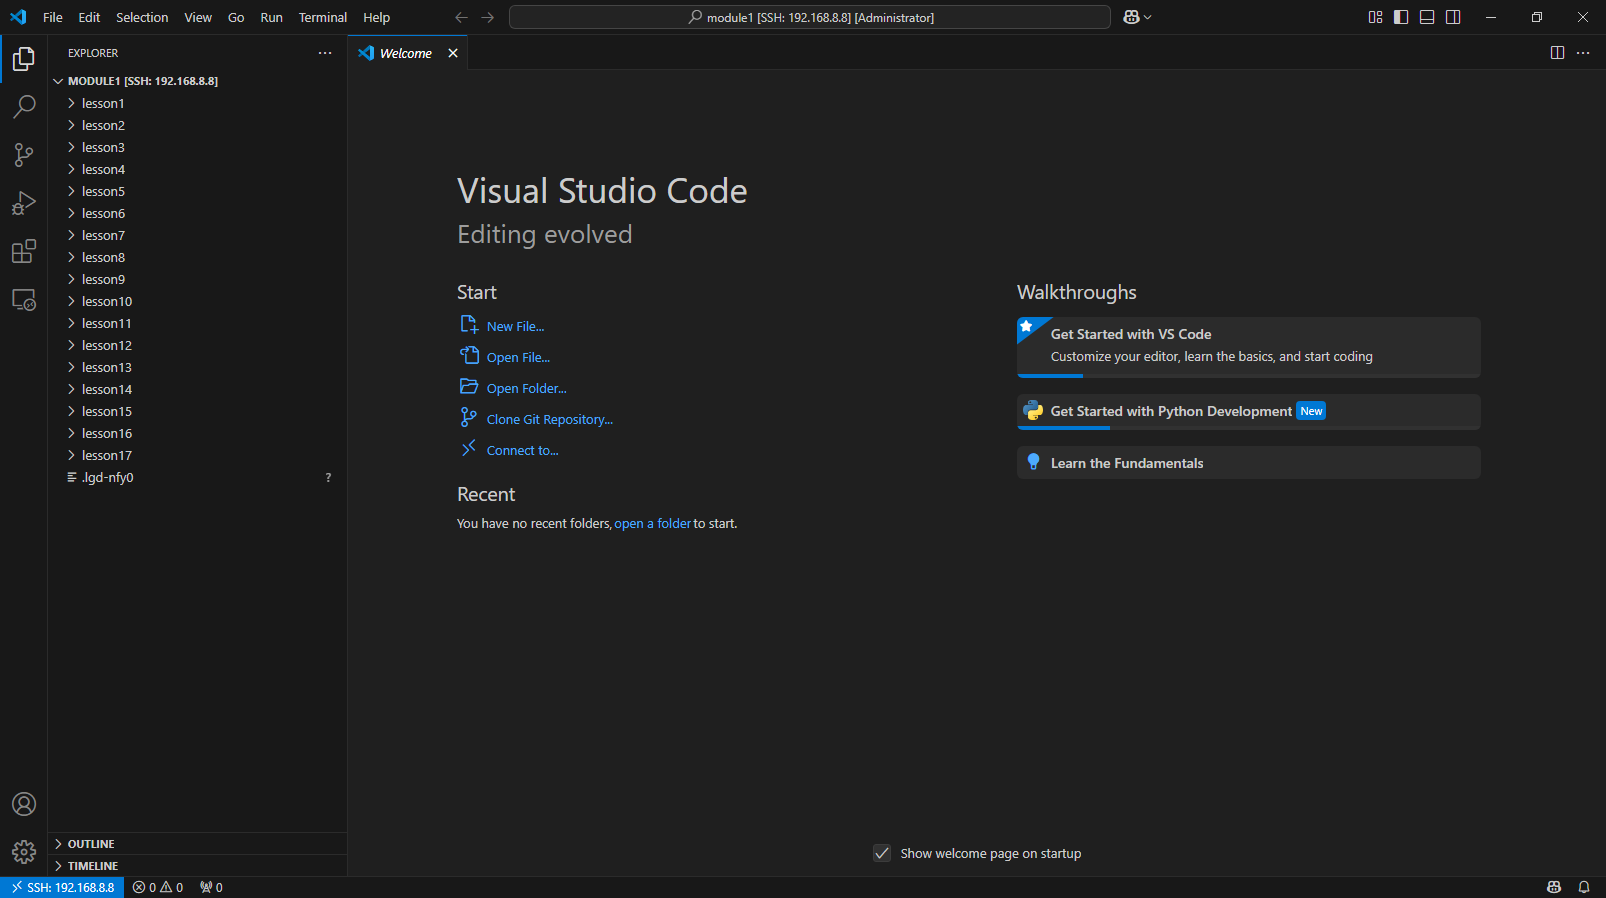 File Edit Selection View Go Run Terminal Help
module1 [SSH: 192.168.8.8] [Administrator]
EXPLORER
Welcome
MODULE1 [SSH: 192.168.8.8]
lesson1
lesson2
lesson3
lesson4
lesson5
lesson6
lesson7
lesson8
lesson9
lesson10
lesson11
lesson12
lesson13
lesson14
lesson15
lesson16
lesson17
.lgd-nfy0 ?
OUTLINE
TIMELINE
Visual Studio Code
Editing evolved
Start
New File...
Open File...
Open Folder...
Clone Git Repository...
Connect to...
Recent
You have no recent folders, open a folder to start.
Walkthroughs
Get Started with VS Code
Customize your editor, learn the basics, and start coding
Get Started with Python Development New
Learn the Fundamentals
Show welcome page on startup
SSH: 192.168.8.8 0 0 0